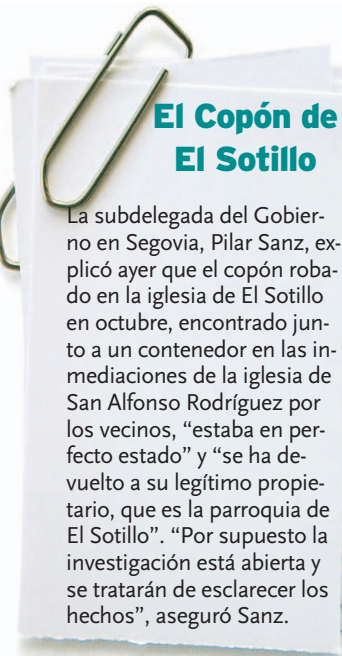 El Copón de
El Sotillo
La subdelegada del Gobier-
no en Segovia, Pilar Sanz, ex-
plicó ayer que el copón roba-
do en la iglesia de El Sotillo
en octubre, encontrado jun-
to a un contenedor en las in-
mediaciones de la iglesia de
San Alfonso Rodríguez por
los vecinos, “estaba en per-
fecto estado” y “se ha de-
vuelto a su legítimo propie-
tario, que es la parroquia de
El Sotillo”. “Por supuesto la
investigación está abierta y
se tratarán de esclarecer los
hechos”, aseguró Sanz.